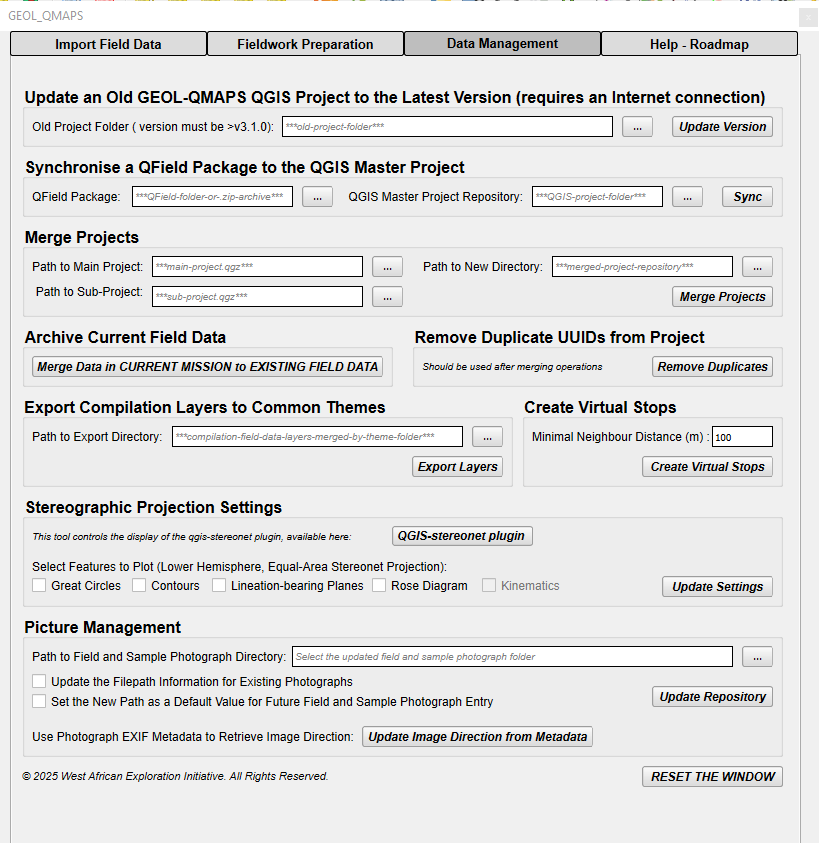 GEOL_QMAPS
Import Field Data
Fieldwork Preparation
Data Management
Help - Roadmap
Update an Old GEOL-QMAPS QGIS Project to the Latest Version (requires an Internet connection)
Old Project Folder ( version must be >v3.1.0): ***old-project-folder*** ... Update Version
Synchronise a QField Package to the QGIS Master Project
QField Package: ***QField-folder-or-.zip-archive*** ... QGIS Master Project Repository: ***QGIS-project-folder*** ... Sync
Merge Projects
Path to Main Project: ***main-project.qgz*** ... Path to New Directory: ***merged-project-repository*** ...
Path to Sub-Project: ***sub-project.qgz*** ... Merge Projects
Archive Current Field Data
Merge Data in CURRENT MISSION to EXISTING FIELD DATA
Remove Duplicate UUIDs from Project
Should be used after merging operations Remove Duplicates
Export Compilation Layers to Common Themes
Path to Export Directory: ***compilation-field-data-layers-merged-by-theme-folder*** ...
Export Layers
Create Virtual Stops
Minimal Neighbour Distance (m) : 100
Create Virtual Stops
Stereographic Projection Settings
This tool controls the display of the qgis-stereonet plugin, available here: QGIS-stereonet plugin
Select Features to Plot (Lower Hemisphere, Equal-Area Stereonet Projection):
Great Circles Contours Lineation-bearing Planes Rose Diagram Kinematics Update Settings
Picture Management
Path to Field and Sample Photograph Directory: Select the updated field and sample photograph folder ...
Update the Filepath Information for Existing Photographs
Set the New Path as a Default Value for Future Field and Sample Photograph Entry
Update Repository
Use Photograph EXIF Metadata to Retrieve Image Direction: Update Image Direction from Metadata
© 2025 West African Exploration Initiative. All Rights Reserved. RESET THE WINDOW